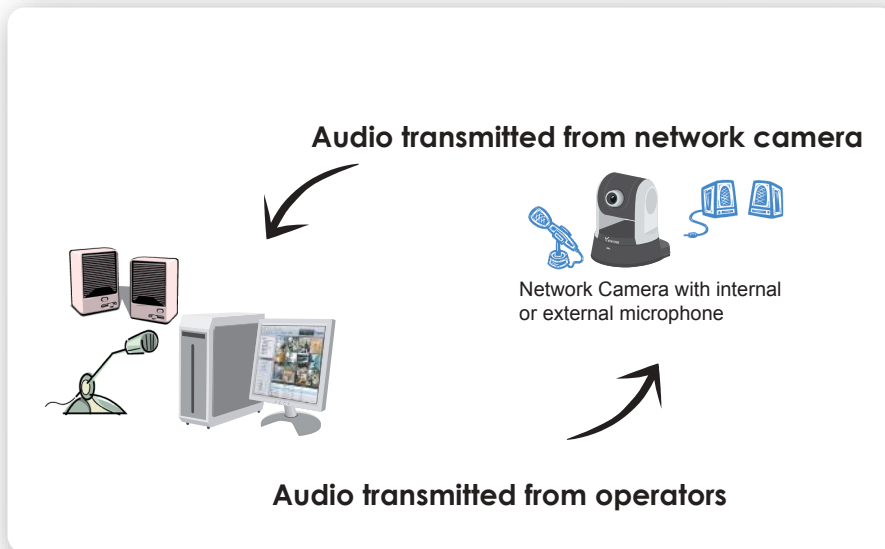 Audio transmitted from network camera
Network Camera with internal
or external microphone
Audio transmitted from operators